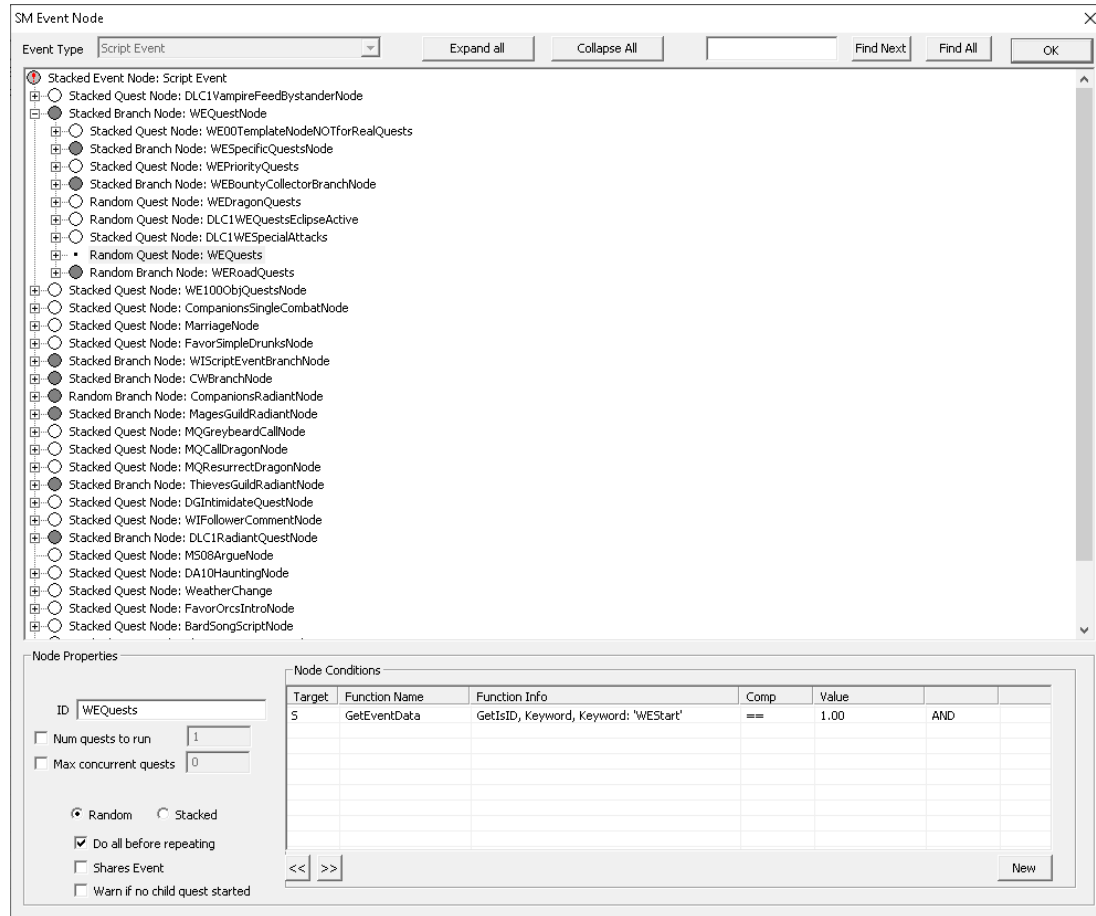 SM Event Node
Event Type Script Event Expand all Collapse All Find Next Find All OK
Stacked Event Node: Script Event
Stacked Quest Node: DLC1VampireFeedBystanderNode
Stacked Branch Node: WEQuestNode
Stacked Quest Node: WE00TemplateNodeNOTforRealQuests
Stacked Branch Node: WESpecificQuestsNode
Stacked Quest Node: WEPriorityQuests
Stacked Branch Node: WEBountyCollectorBranchNode
Random Quest Node: WEDragonQuests
Random Quest Node: DLC1WEQuestsEclipseActive
Stacked Quest Node: DLC1WESpecialAttacks
Random Quest Node: WEQuests
Random Branch Node: WERoadQuests
Stacked Quest Node: WE100ObjQuestsNode
Stacked Quest Node: CompanionsSingleCombatNode
Stacked Quest Node: MarriageNode
Stacked Quest Node: FavorSimpleDrunksNode
Stacked Branch Node: WIScriptEventBranchNode
Stacked Branch Node: CWBranchNode
Random Branch Node: CompanionsRadiantNode
Stacked Branch Node: MagesGuildRadiantNode
Stacked Quest Node: MQGreybeardCallNode
Stacked Quest Node: MQCallDragonNode
Stacked Quest Node: MQResurrectDragonNode
Stacked Branch Node: ThievesGuildRadiantNode
Stacked Quest Node: DGIntimidateQuestNode
Stacked Quest Node: WIFollowerCommentNode
Stacked Branch Node: DLC1RadiantQuestNode
Stacked Quest Node: MS08ArgueNode
Stacked Quest Node: DA10HauntingNode
Stacked Quest Node: WeatherChange
Stacked Quest Node: FavorOrcsIntroNode
Stacked Quest Node: BardSongScriptNode
Node Properties
Node Conditions
Target Function Name Function Info Comp Value
S GetEventData GetIsID, Keyword, Keyword: 'WEStart' == 1.00 AND
ID WEQuests
Num quests to run 1
Max concurrent quests 0
Random Stacked
Do all before repeating
Shares Event
Warn if no child quest started
<< >> New